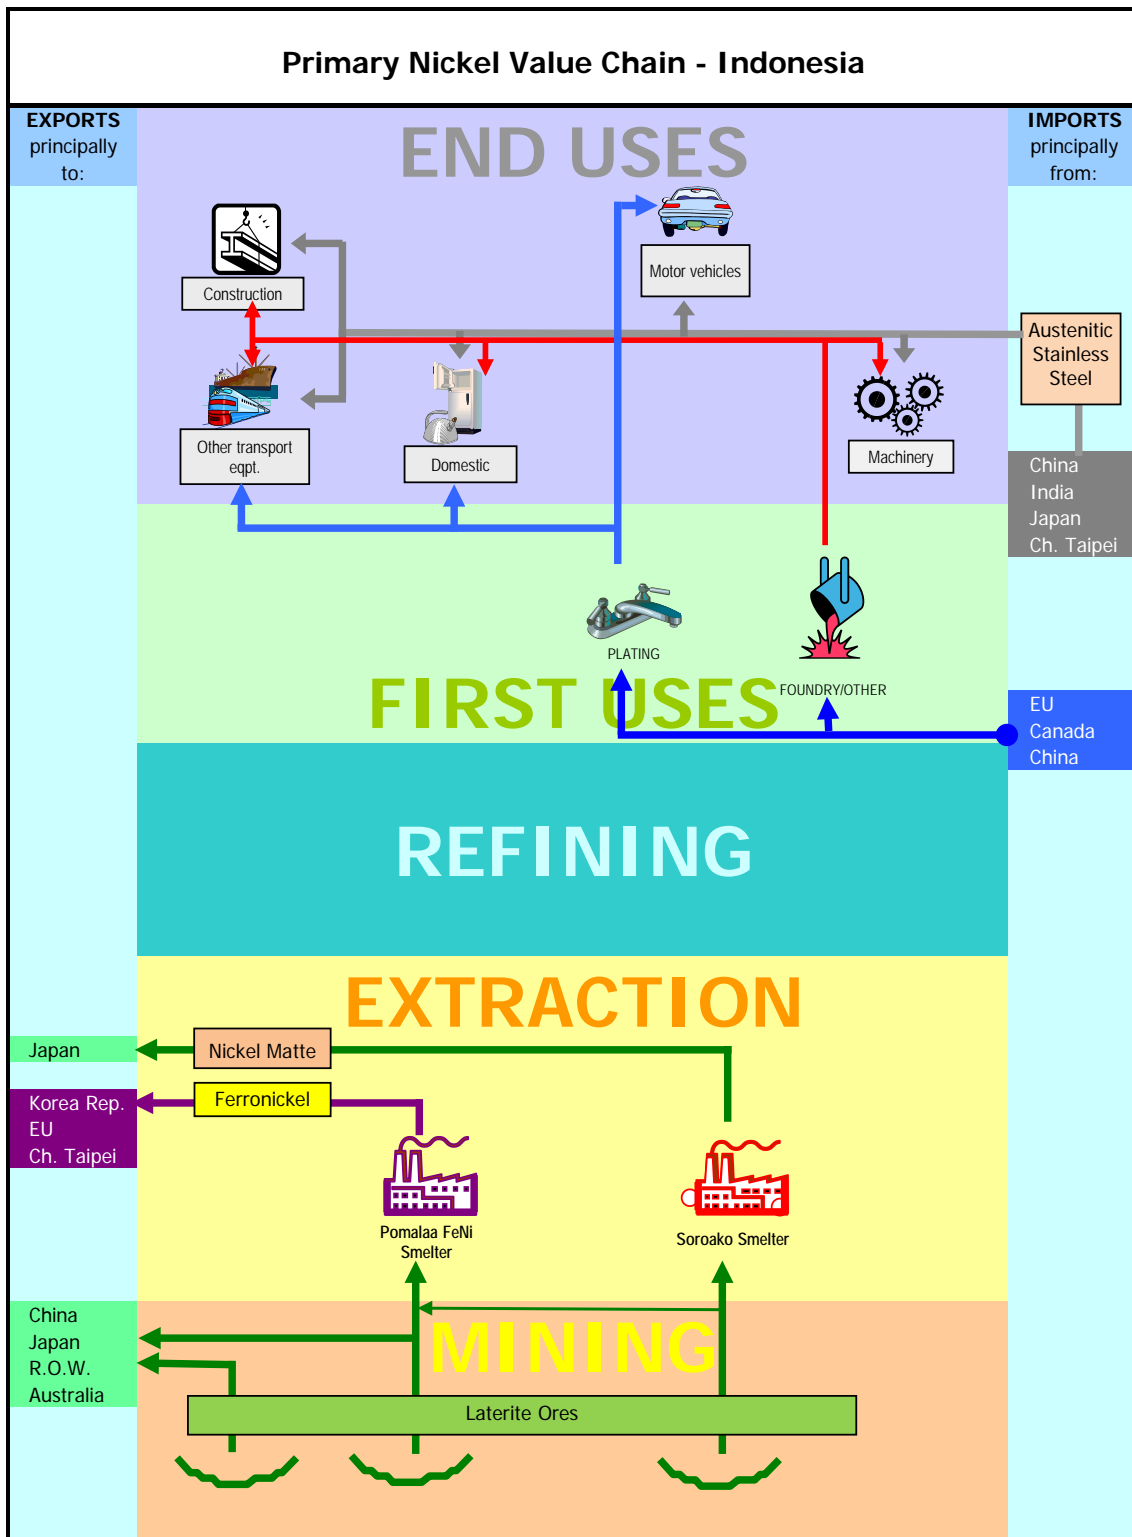 Primary Nickel Value Chain - Indonesia
EXPORTS
principally
to:
END USES
IMPORTS
principally
from:
Construction
Motor vehicles
Austenitic
Stainless
Steel
Other transport
eqpt.
Domestic
Machinery
China
India
Japan
Ch. Taipei
PLATING
FOUNDRY/OTHER
FIRST USES
EU
Canada
China
REFINING
EXTRACTION
Japan
Nickel Matte
Korea Rep.
EU
Ch. Taipei
Ferronickel
Pomalaa FeNi
Smelter
Soroako Smelter
China
Japan
R.O.W.
Australia
MINING
Laterite Ores